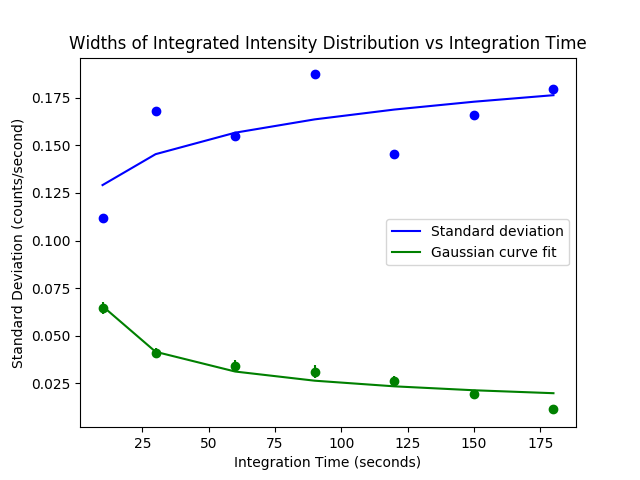 Widths of Integrated Intensity Distribution vs Integration Time
Standard Deviation (counts/second)
0.175
0.150
0.125
0.100
0.075
0.050
0.025
Standard deviation
Gaussian curve fit
25 50 75 100 125 150 175
Integration Time (seconds)